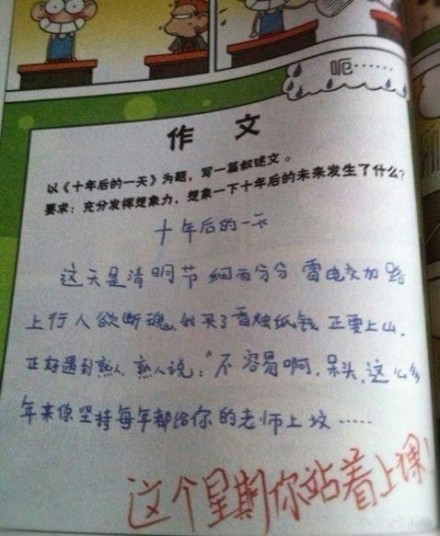 呃……
作 文
以《十年后的一天》为题，写一篇叙述文。
要求：充分发挥想象力，想象一下十年后的未来发生了什么？
十年后的一天
这天是清明节 细雨分分 雷电交加 路
上行人欲断魂，我买了香烛纸钱 正要上山，
正好遇到熟人，熟人说：“不容易啊，呆头，这么多
年来你坚持每年都给你的老师上坟……
这个星期你站着上课！